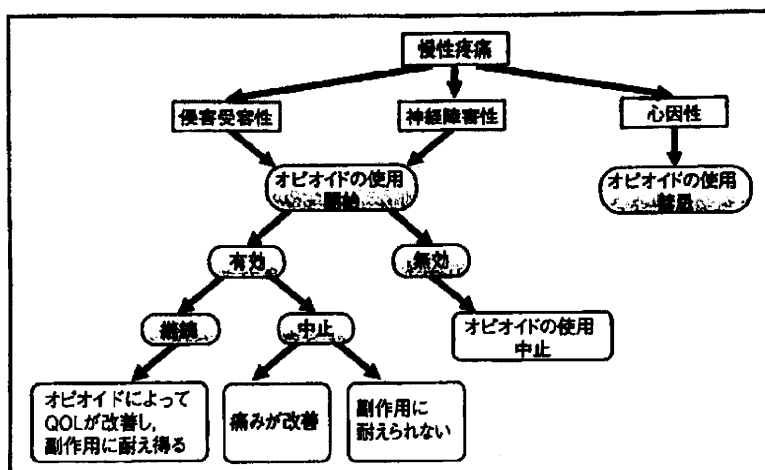 慢性疼痛
侵害受容性
神経障害性
心因性
オピオイドの使用
開始
オピオイドの使用
禁忌
有効
無効
継続
中止
オピオイドの使用
中止
オピオイドによって
QOLが改善し,
副作用に耐え得る
痛みが改善
副作用に
耐えられない